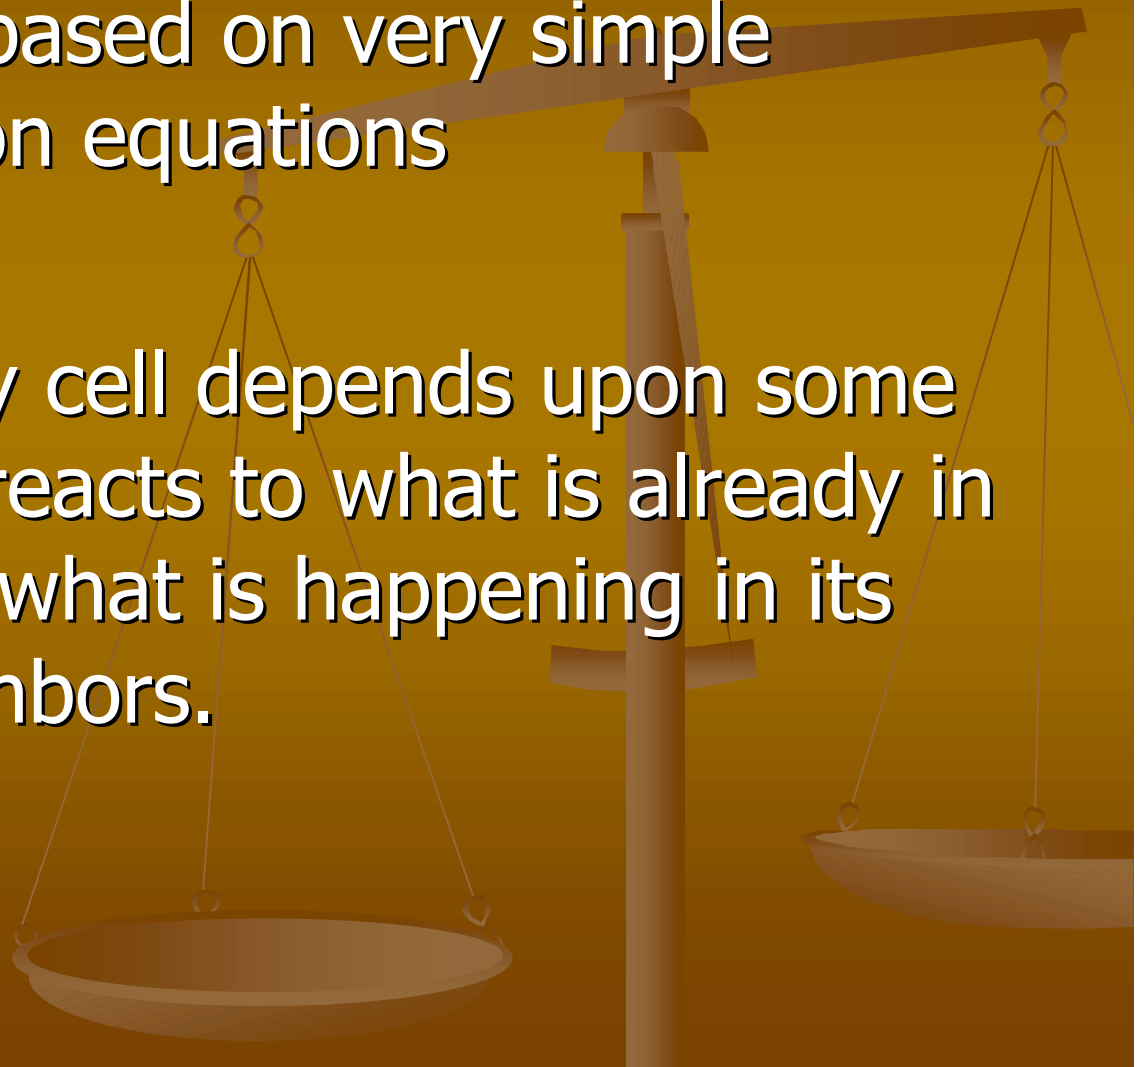 based on very simple
on equations
y cell depends upon some
reacts to what is already in
what is happening in its
hbors.